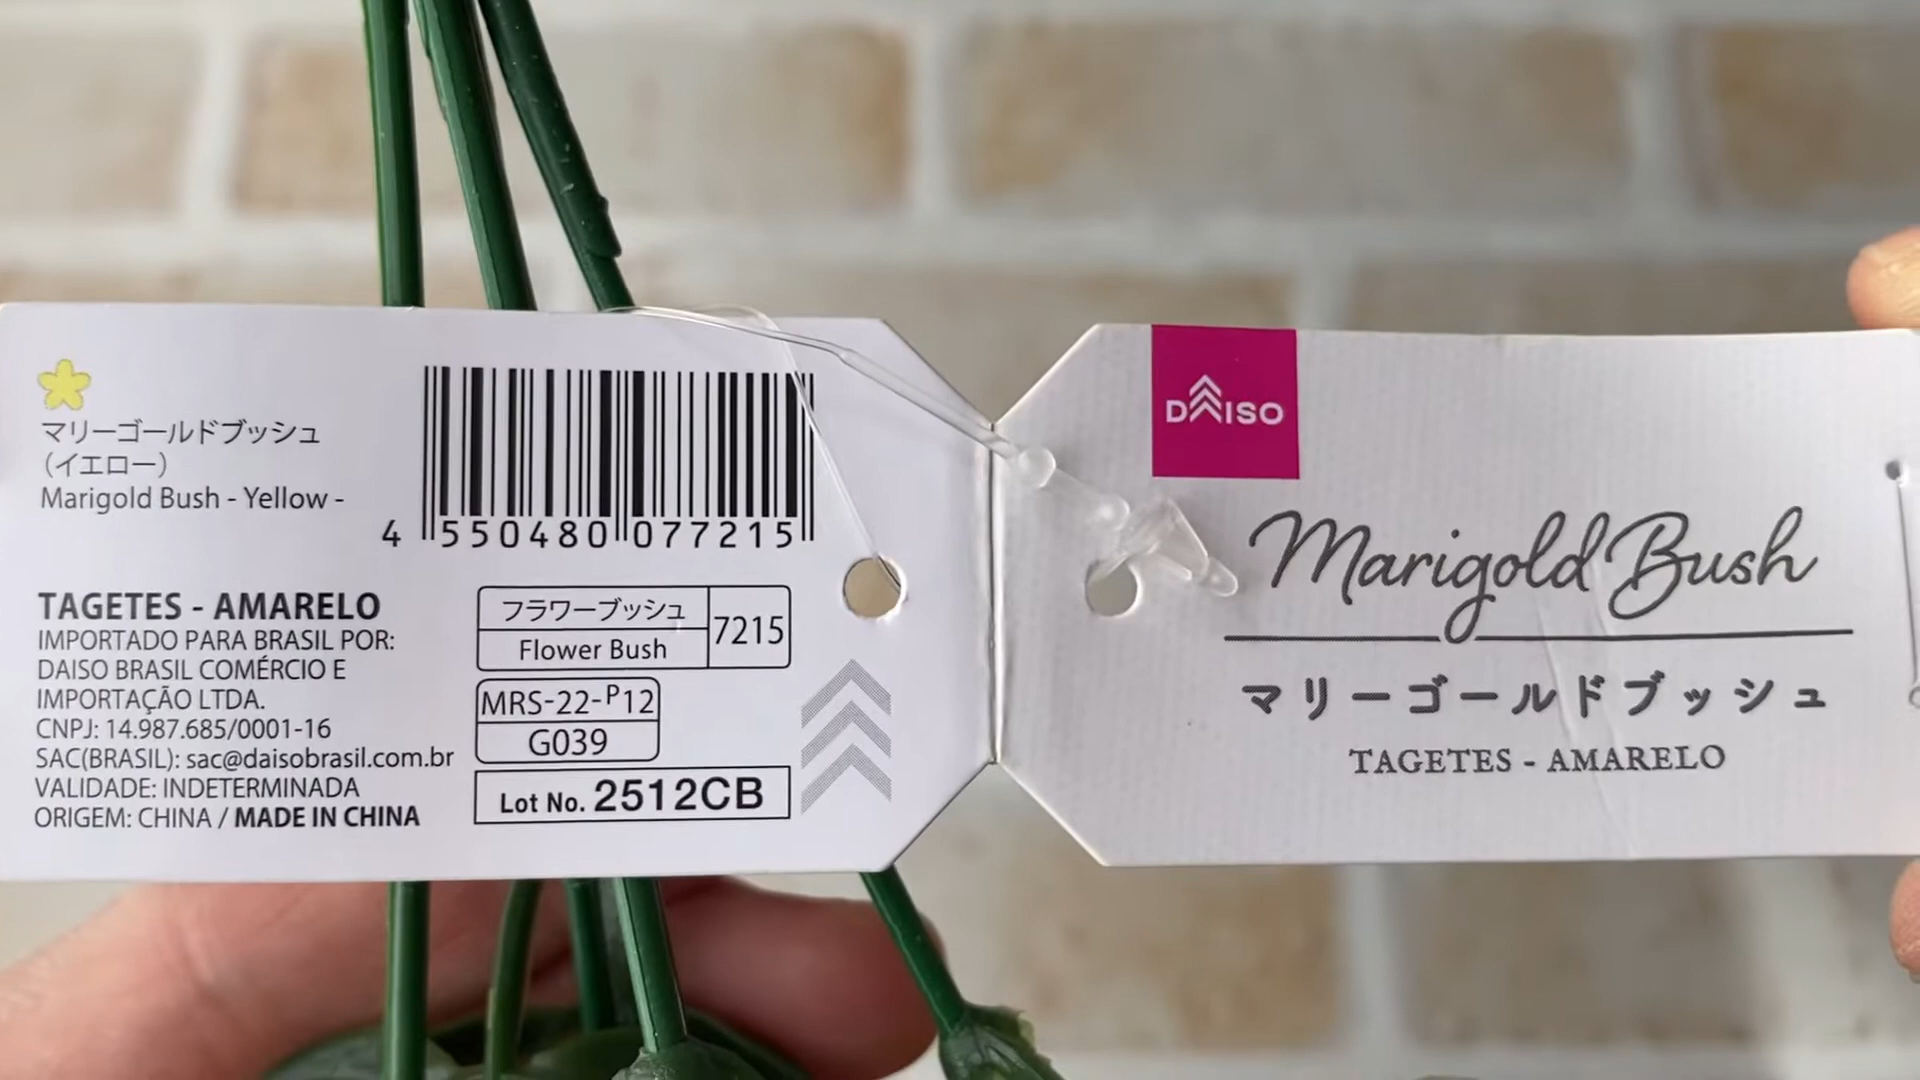 マリーゴールドブッシュ
(イエロー)
Marigold Bush - Yellow -
4 550480 077215
TAGETES - AMARELO
IMPORTADO PARA BRASIL POR:
DAISO BRASIL COMÉRCIO E
IMPORTAÇÃO LTDA.
CNPJ: 14.987.685/0001-16
SAC(BRASIL): sac@daisobrasil.com.br
VALIDADE: INDETERMINADA
ORIGEM: CHINA / MADE IN CHINA
フラワーブッシュ
Flower Bush
7215
MRS-22-P12
G039
Lot No. 2512CB
DAISO
Marigold Bush
マリーゴールドブッシュ
TAGETES - AMARELO